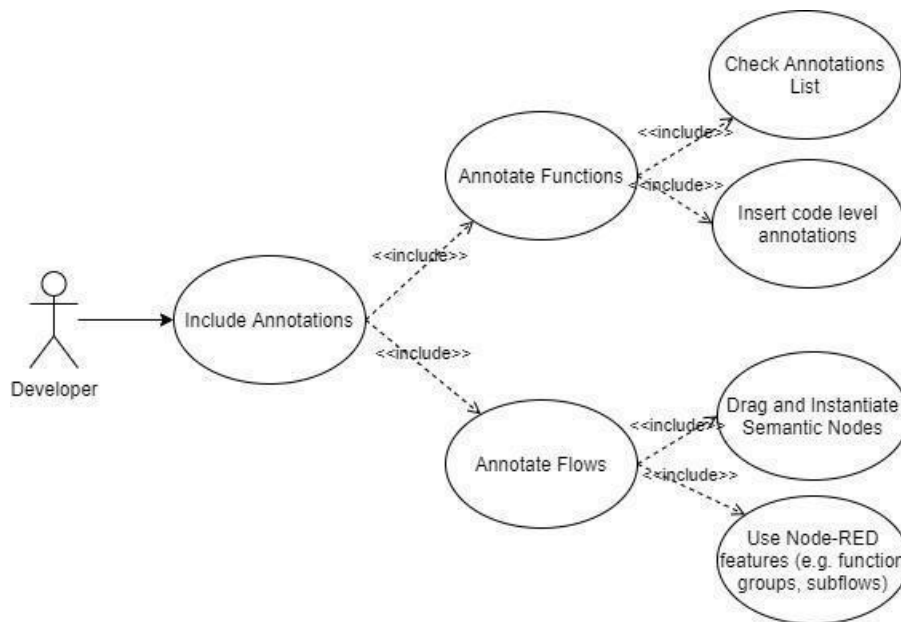 Check Annotations
List
<<include>>
Annotate Functions
<<include>>
Insert code level
annotations
<<include>>
Include Annotations
Developer
<<include>>
Drag and Instantiate
Semantic Nodes
<<include>>
Annotate Flows
<<include>>
Use Node-RED
features (e.g. function
groups, subflows)